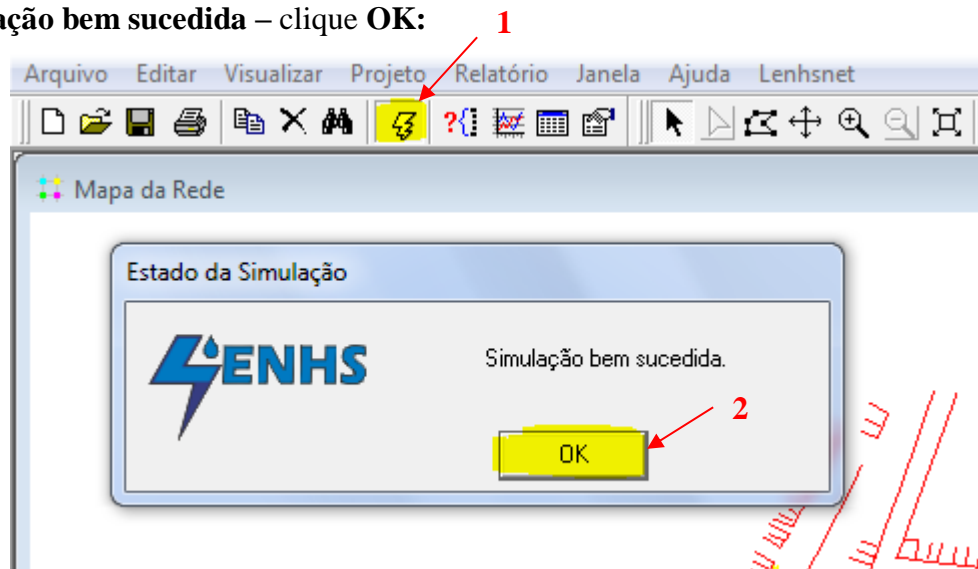 ação bem sucedida – clique OK:
1
Arquivo Editar Visualizar Projeto Relatório Janela Ajuda Lenhsnet
Mapa da Rede
Estado da Simulação
LENHS
Simulação bem sucedida.
2
OK